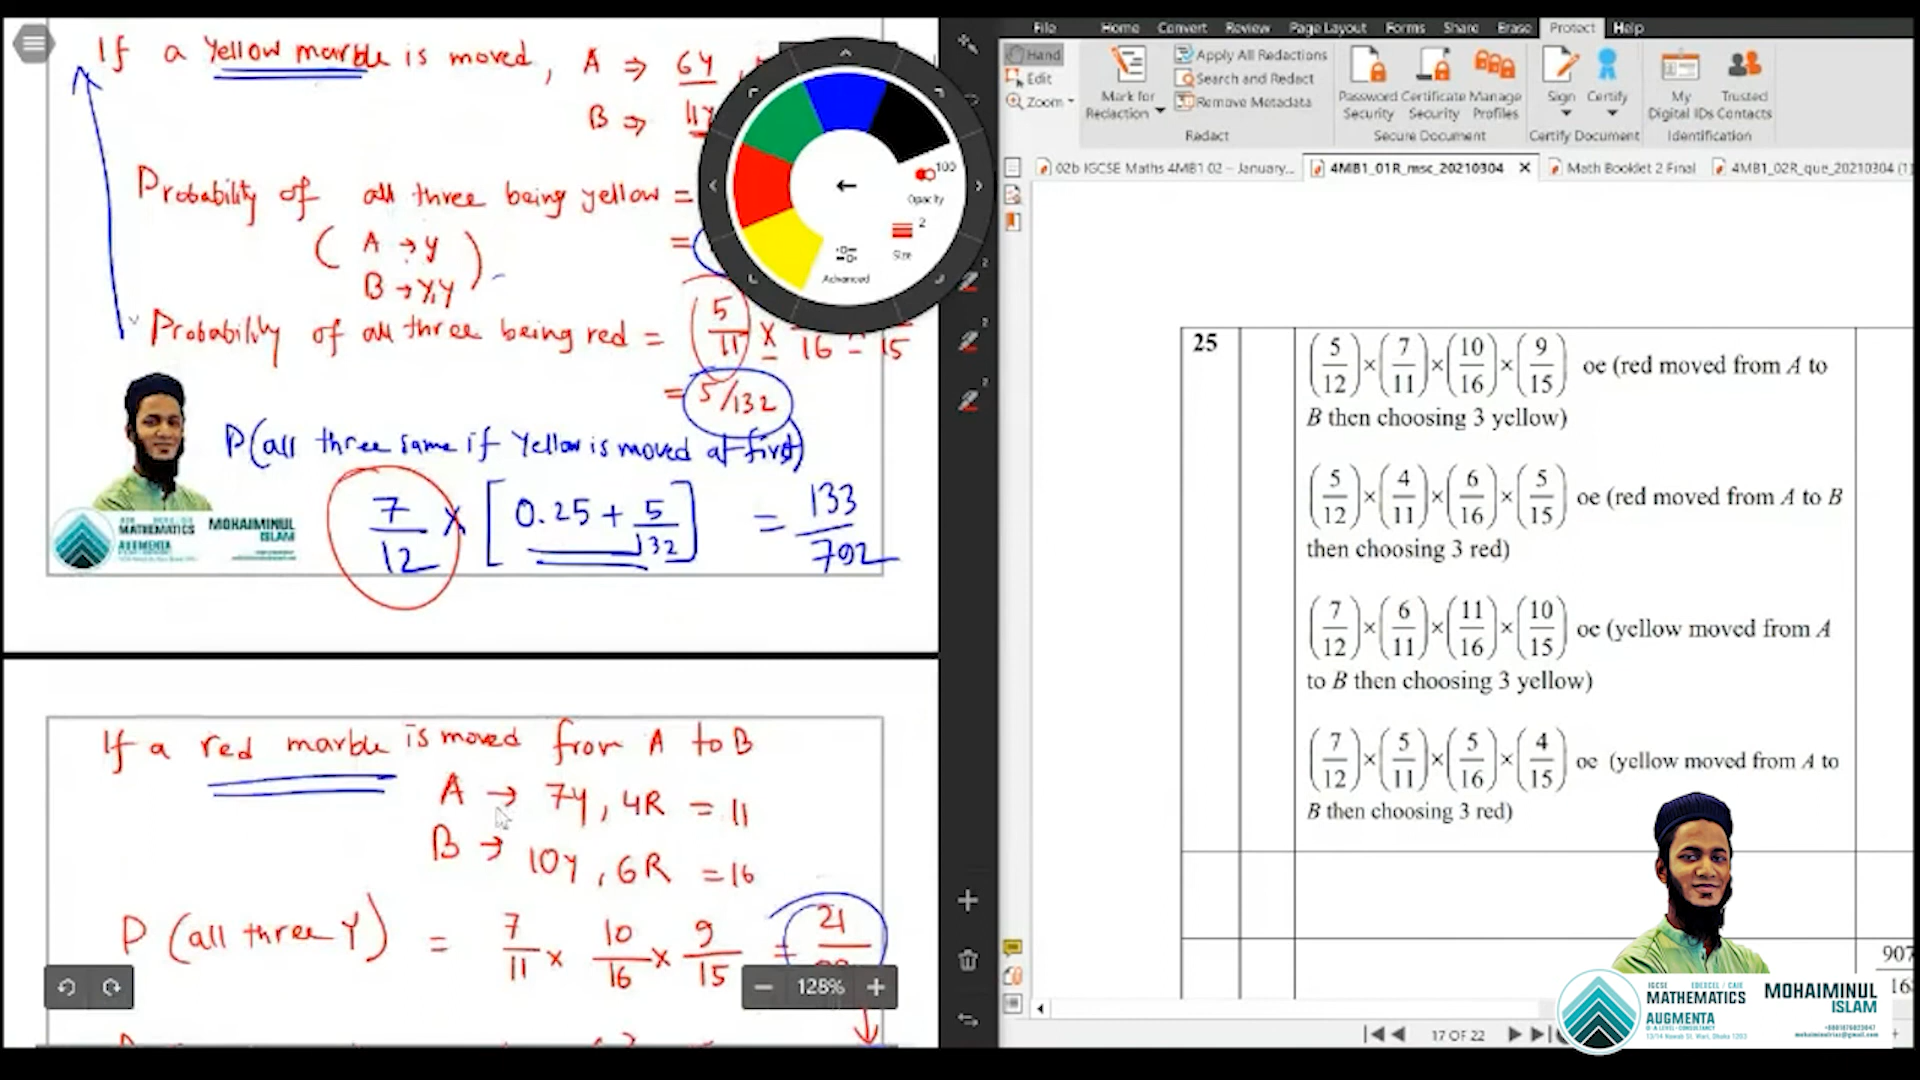 If a Yellow marble is moved, A ⇒ 6Y
B ⇒ 11Y
Probability of all three being yellow =
( A → Y
B → Y,Y )
=
Probability of all three being red = 5/11 × /16 = /15
= 5/132
P(all three same if Yellow is moved at first)
7/12 × [0.25 + 5/132] = 133/792
MATHEMATICS
AUGMENTA
MOHAIMINUL
ISLAM
If a red marble is moved from A to B
A → 7Y, 4R = 11
B → 10Y, 6R = 16
P (all three Y) = 7/11 × 10/16 × 9/15 = 21
128%
100
Opacity
2
Size
Advanced
File Home Convert Review Page Layout Forms Share Erase Protect Help
Hand
Edit
Zoom
Mark for
Redaction
Apply All Redactions
Search and Redact
Remove Metadata
Redact
Password
Security
Certificate
Security
Manage
Profiles
Secure Document
Sign
Certify
Certify Document
My
Digital IDs
Trusted
Contacts
Identification
02b IGCSE Maths 4MB1 02 – January...
4MB1_01R_msc_20210304
Math Booklet 2 Final
4MB1_02R_que_20210304 (1)
25
(5/12)×(7/11)×(10/16)×(9/15) oe (red moved from A to
B then choosing 3 yellow)
(5/12)×(4/11)×(6/16)×(5/15) oe (red moved from A to B
then choosing 3 red)
(7/12)×(6/11)×(11/16)×(10/15) oe (yellow moved from A
to B then choosing 3 yellow)
(7/12)×(5/11)×(5/16)×(4/15) oe (yellow moved from A to
B then choosing 3 red)
907
17 OF 22
IGCSE EDEXCEL / CAIE
MATHEMATICS
AUGMENTA
MOHAIMINUL
ISLAM